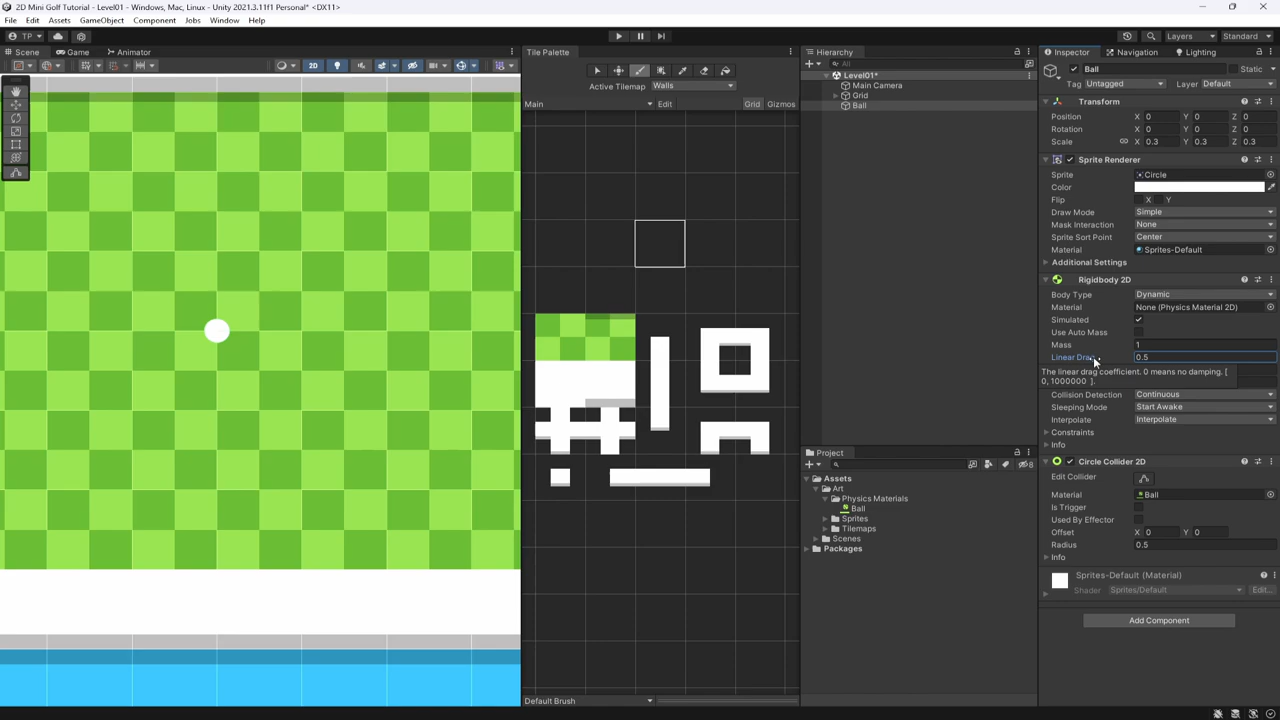 2D Mini Golf Tutorial - Level01 - Windows, Mac, Linux - Unity 2021.3.11f1 Personal* <DX11>
File Edit Assets GameObject Component Jobs Window Help
TP
Layers Standard
Scene Game Animator
2D
Tile Palette
Active Tilemap Walls
Main Edit Grid Gizmos
Default Brush
Hierarchy
All
Level01*
Main Camera
Grid
Ball
Project
8
Assets
Art
Physics Materials
Ball
Sprites
Tilemaps
Scenes
Packages
Inspector Navigation Lighting
Ball Static
Tag Untagged Layer Default
Transform
Position X 0 Y 0 Z 0
Rotation X 0 Y 0 Z 0
Scale X 0.3 Y 0.3 Z 0.3
Sprite Renderer
Sprite Circle
Color
Flip X Y
Draw Mode Simple
Mask Interaction None
Sprite Sort Point Center
Material Sprites-Default
Additional Settings
Rigidbody 2D
Body Type Dynamic
Material None (Physics Material 2D)
Simulated
Use Auto Mass
Mass 1
Linear Drag 0.5
The linear drag coefficient. 0 means no damping. [
0, 1000000 ].
Collision Detection Continuous
Sleeping Mode Start Awake
Interpolate Interpolate
Constraints
Info
Circle Collider 2D
Edit Collider
Material Ball
Is Trigger
Used By Effector
Offset X 0 Y 0
Radius 0.5
Info
Sprites-Default (Material)
Shader Sprites/Default Edit...
Add Component